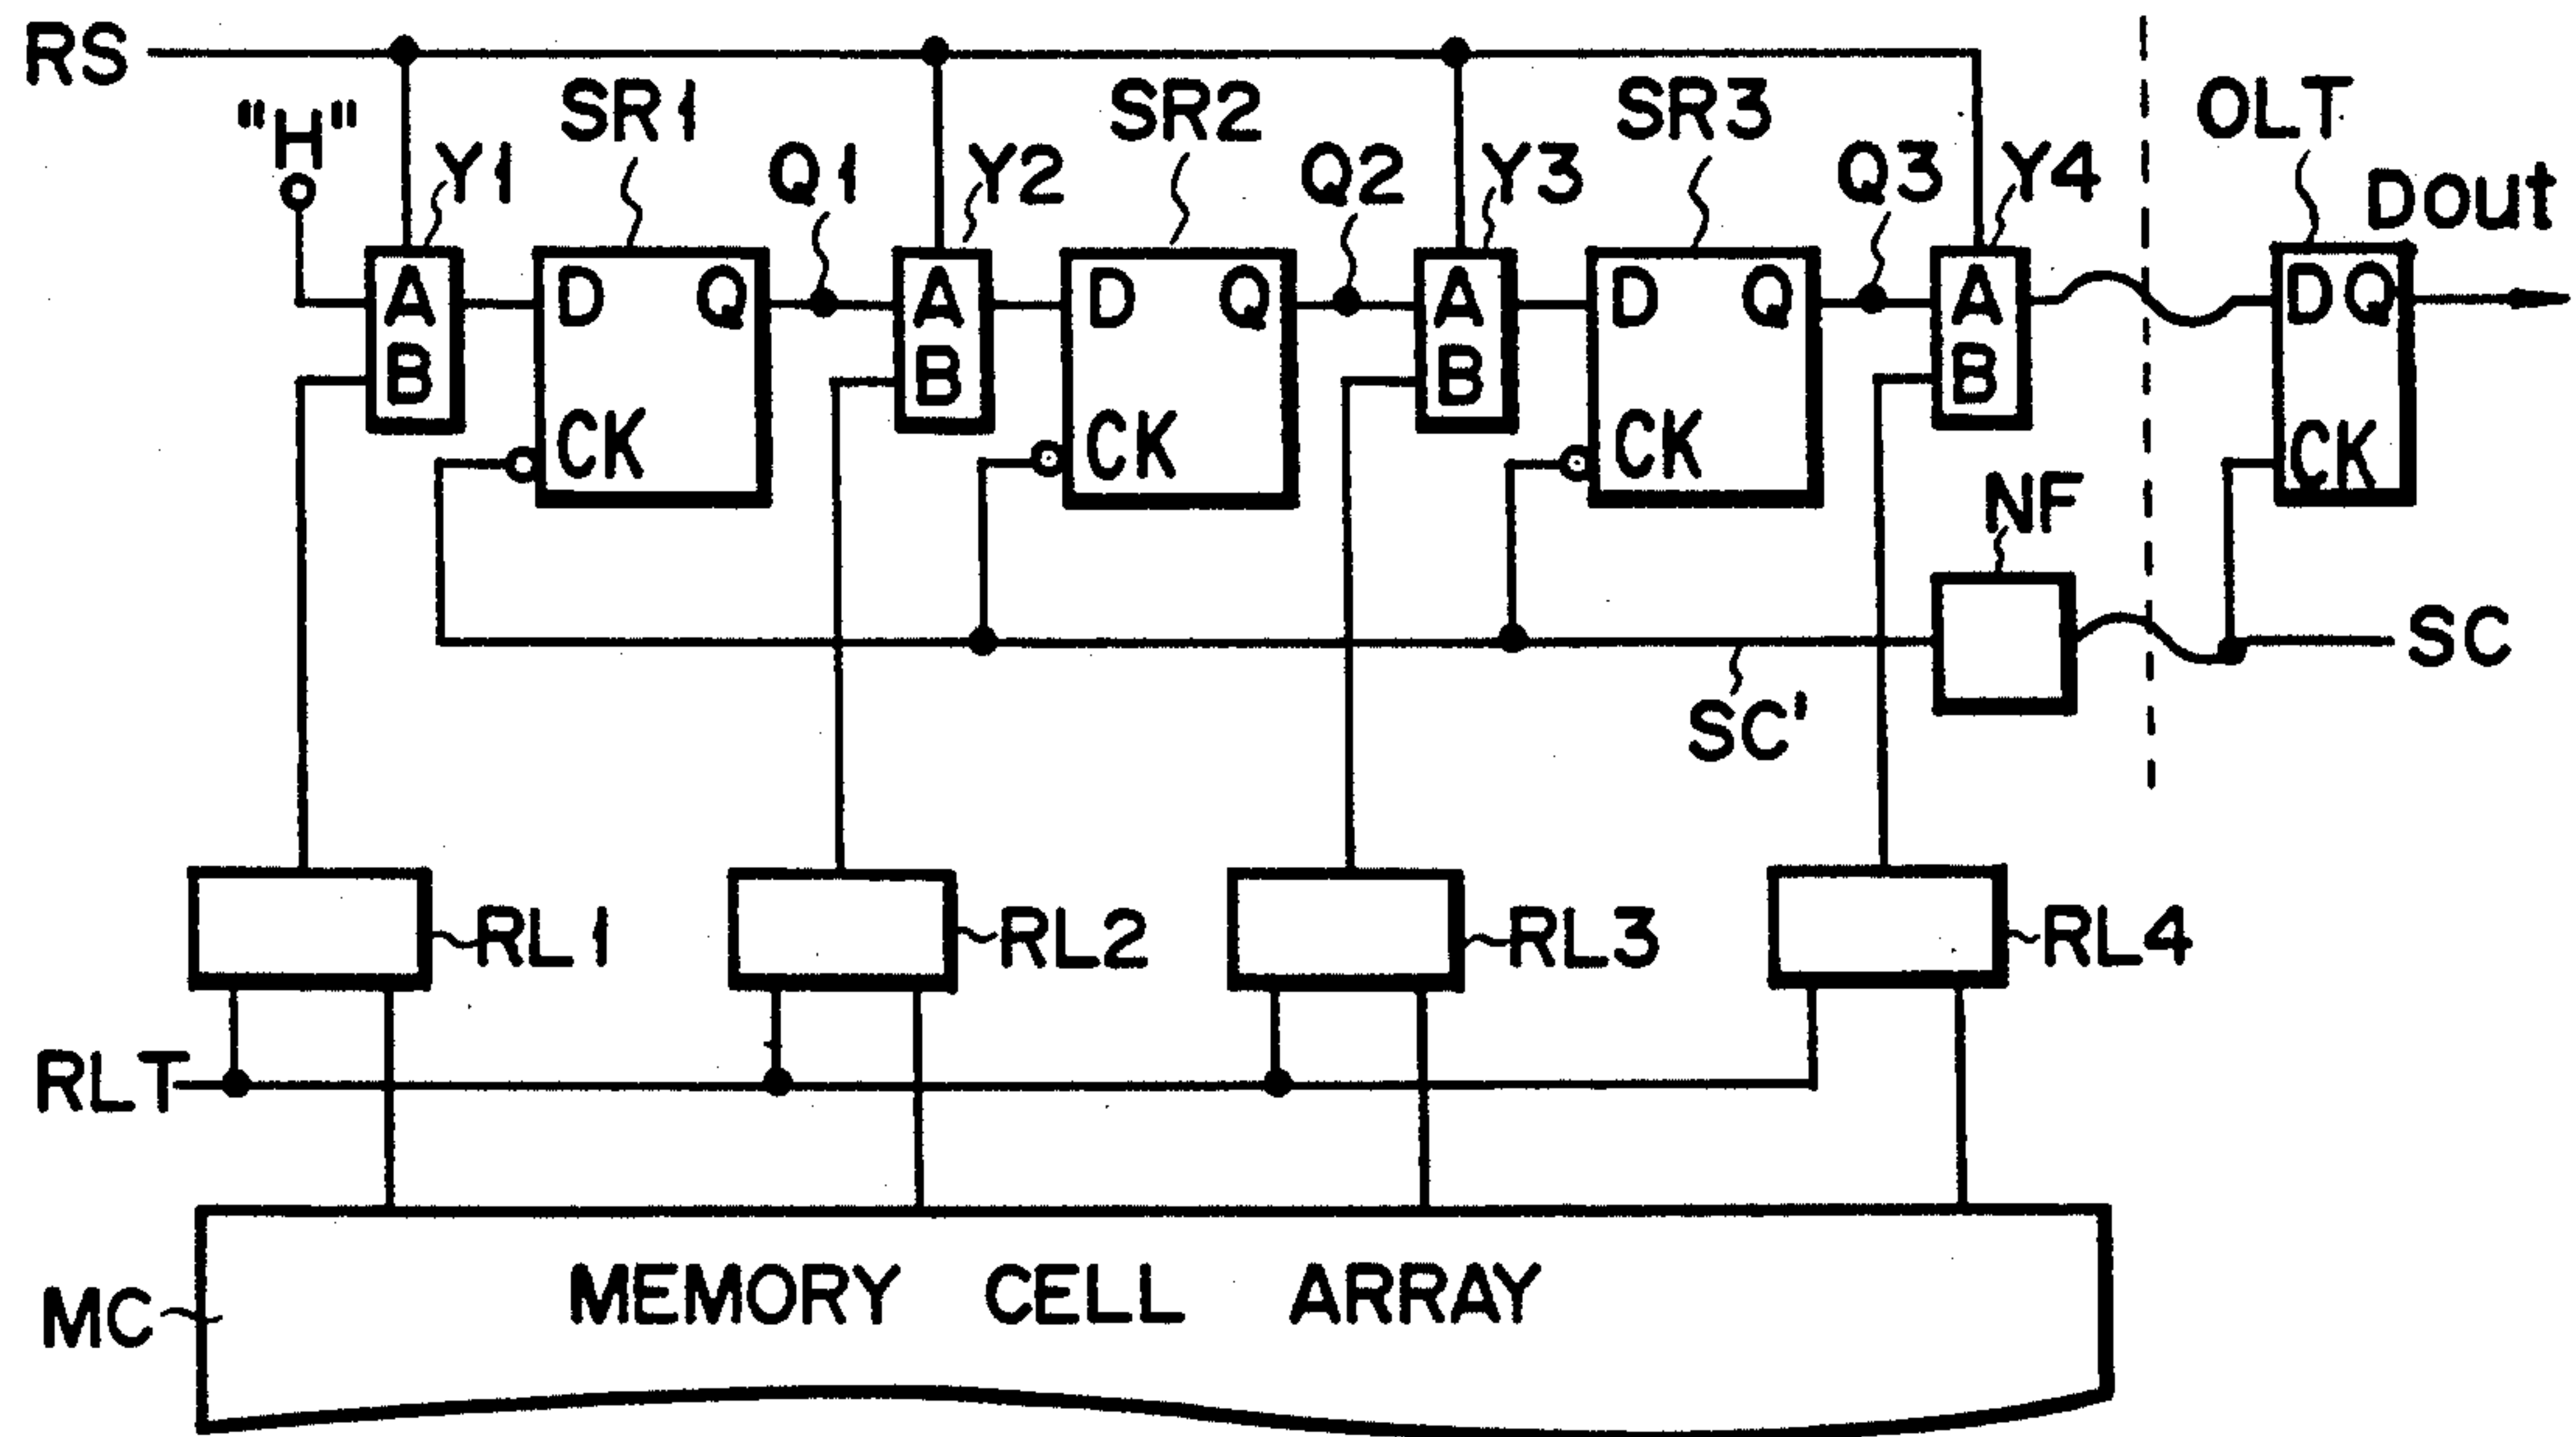 RS
"H"
Y1
SR1
Q1
Y2
SR2
Q2
Y3
SR3
Q3
Y4
OLT
Dout
A
B
D
Q
CK
A
B
D
Q
CK
A
B
D
Q
CK
A
B
D
Q
CK
NF
SC
SC'
RL1
RL2
RL3
RL4
RLT
MC
MEMORY CELL ARRAY